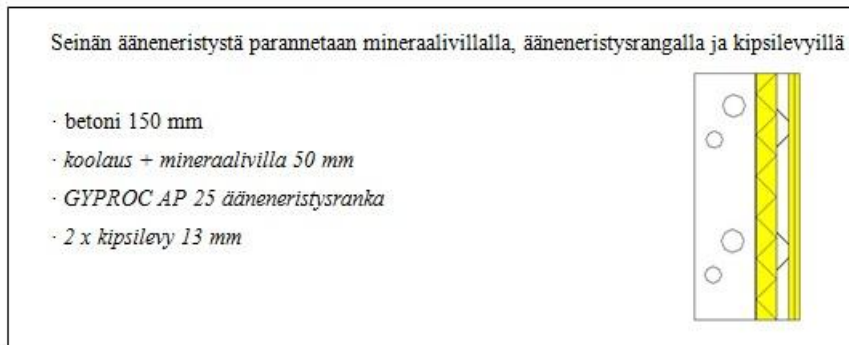 Seinän ääneneristystä parannetaan mineraalivillalla, ääneneristysrangalla ja kipsilevyillä
· betoni 150 mm
· koolaus + mineraalivilla 50 mm
· GYPROC AP 25 ääneneristysranka
· 2 x kipsilevy 13 mm